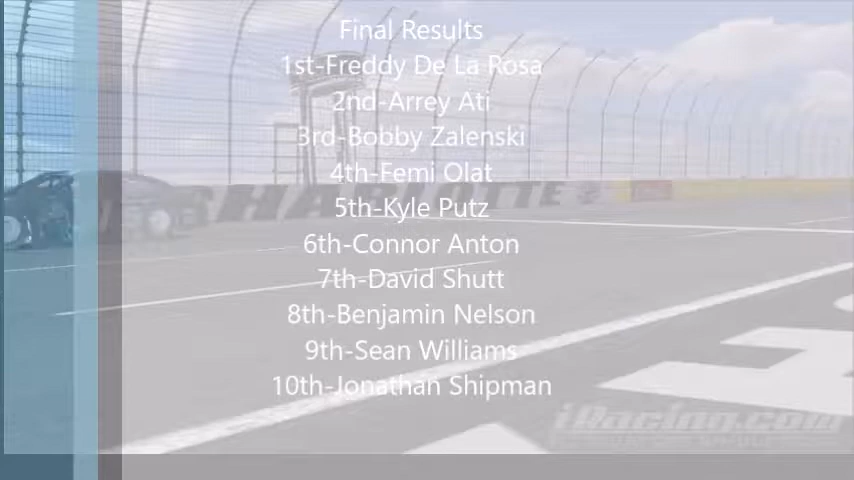 Final Results
1st-Freddy De La Rosa
2nd-Arrey Ati
3rd-Bobby Zalenski
4th-Femi Olat
5th-Kyle Putz
6th-Connor Anton
7th-David Shutt
8th-Benjamin Nelson
9th-Sean Williams
10th-Jonathan Shipman
CHARLOTTE
iRacing.com